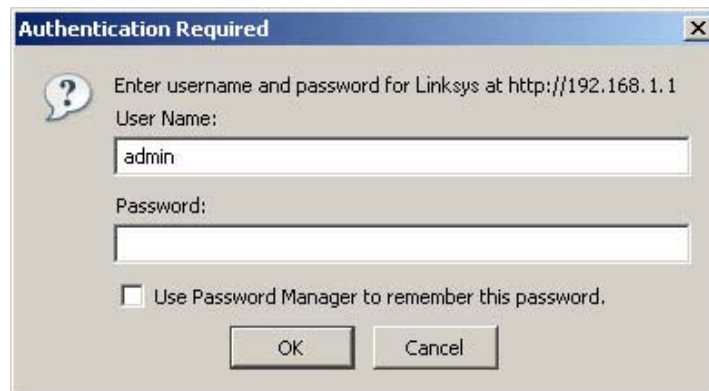 Authentication Required
Enter username and password for Linksys at http://192.168.1.1
User Name:
admin
Password:
Use Password Manager to remember this password.
OK Cancel